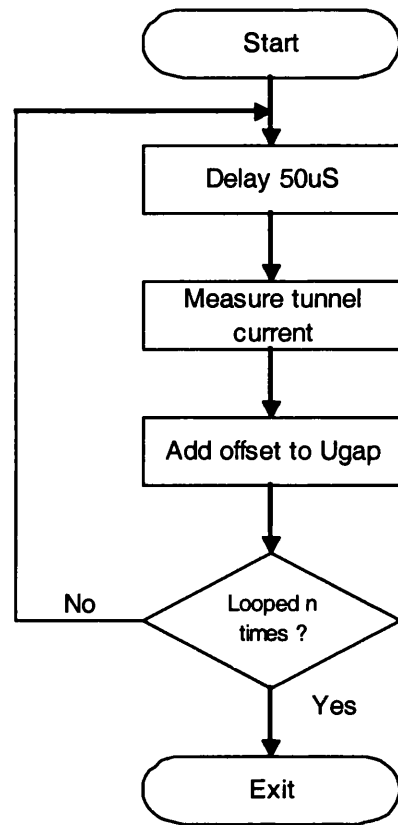 Start
Delay 50uS
Measure tunnel
current
Add offset to Ugap
Looped n
times ?
No
Yes
Exit